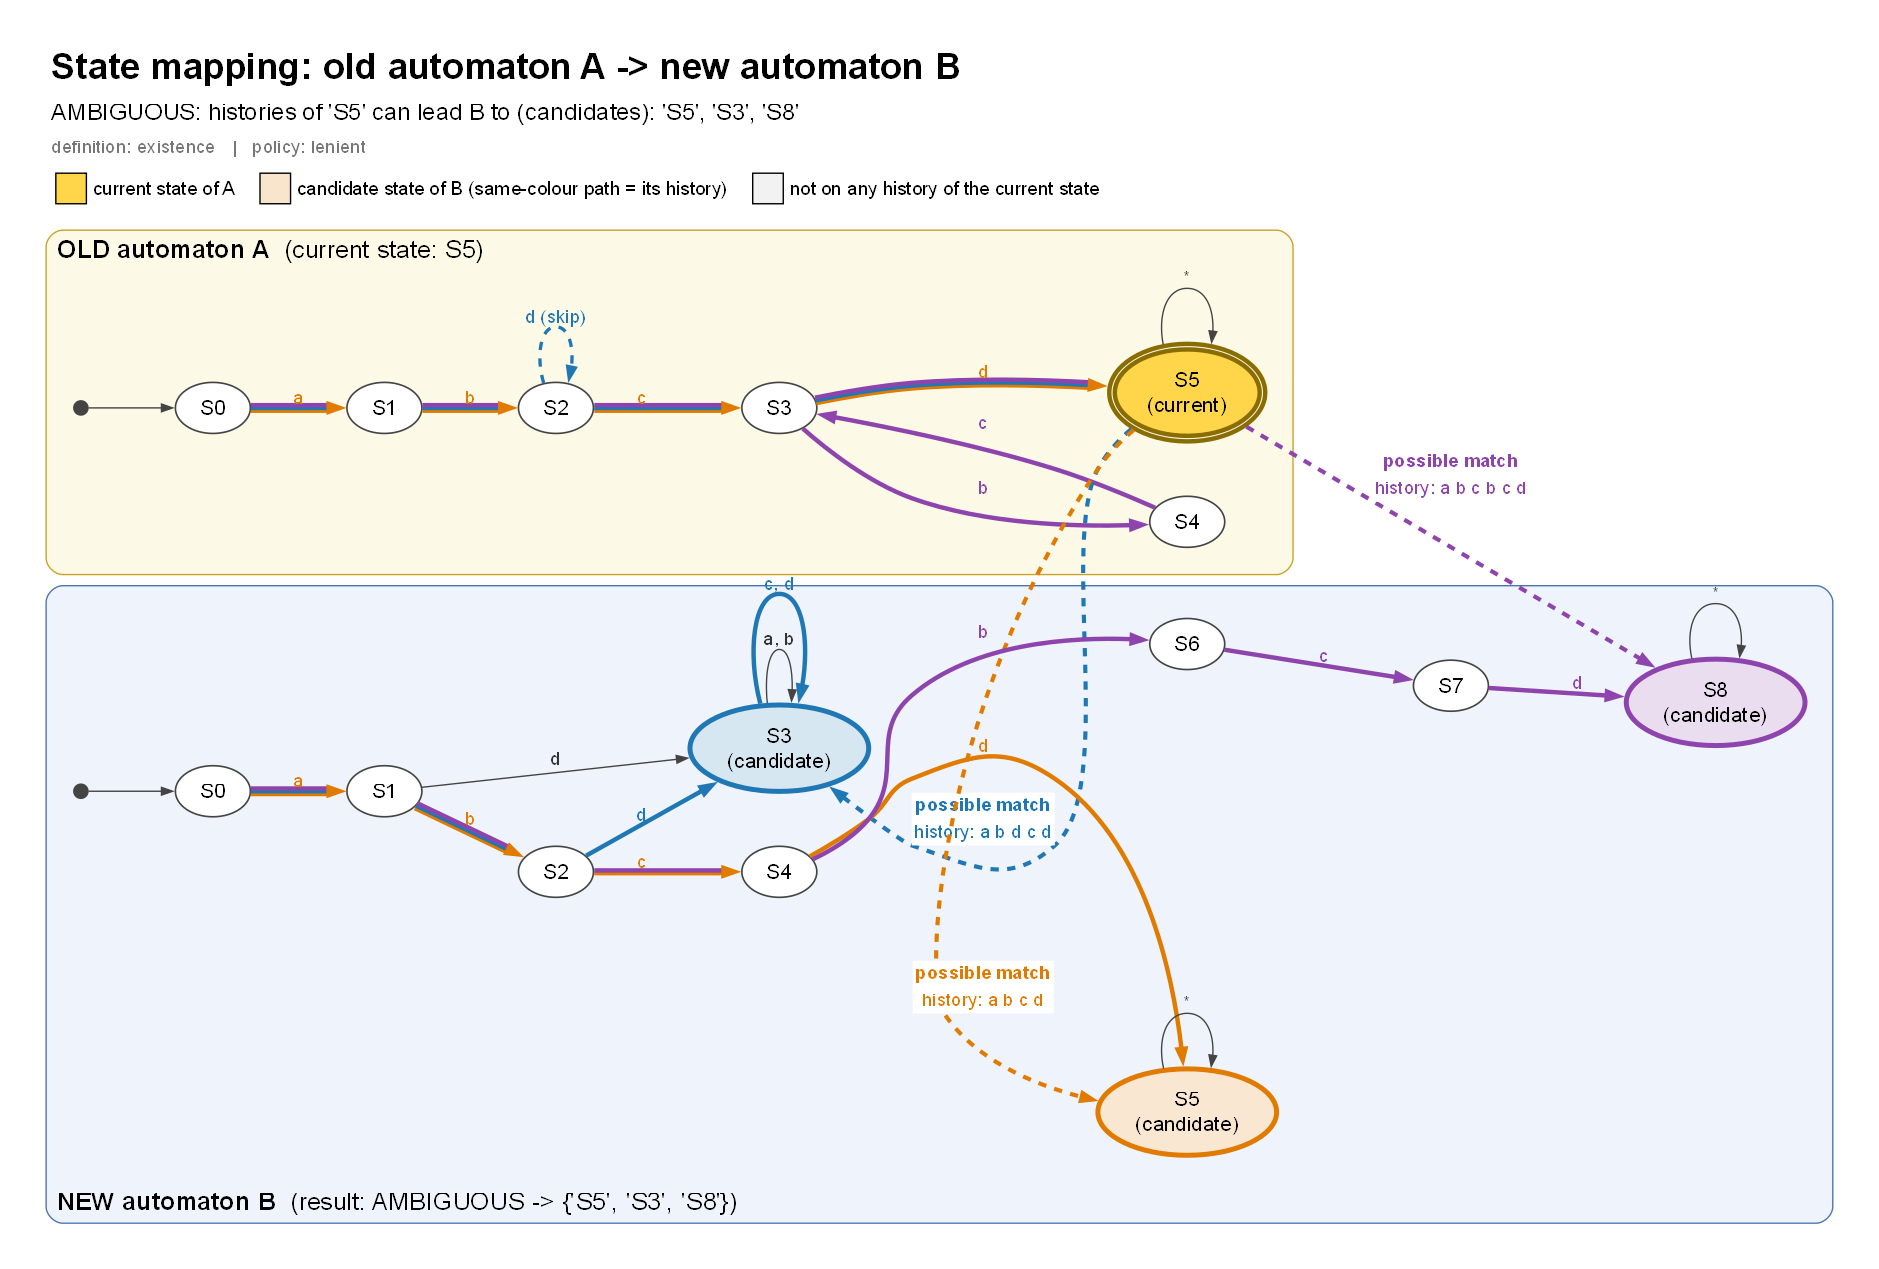 State mapping: old automaton A -> new automaton B
AMBIGUOUS: histories of 'S5' can lead B to (candidates): 'S5', 'S3', 'S8'
definition: existence | policy: lenient
current state of A
candidate state of B (same-colour path = its history)
not on any history of the current state
OLD automaton A (current state: S5)
*
d (skip)
S0
a
S1
b
S2
c
S3
d
S5
(current)
c
b
S4
possible match
history: a b c b c d
c, d
a, b
*
b
S6
c
S7
d
S8
(candidate)
S3
(candidate)
d
d
S0
a
S1
b
d
S2
c
S4
possible match
history: a b d c d
possible match
history: a b c d
*
S5
(candidate)
NEW automaton B (result: AMBIGUOUS -> {'S5', 'S3', 'S8'})